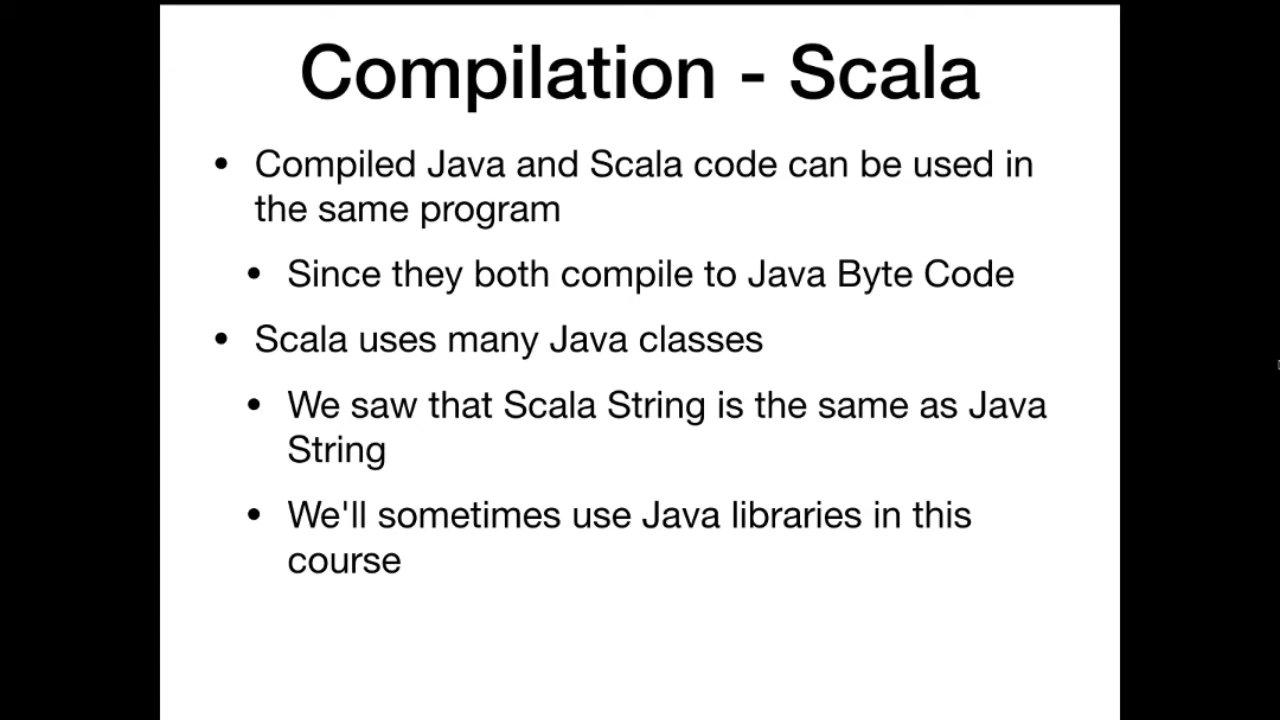 Compilation - Scala
• Compiled Java and Scala code can be used in
the same program
• Since they both compile to Java Byte Code
• Scala uses many Java classes
• We saw that Scala String is the same as Java
String
• We'll sometimes use Java libraries in this
course